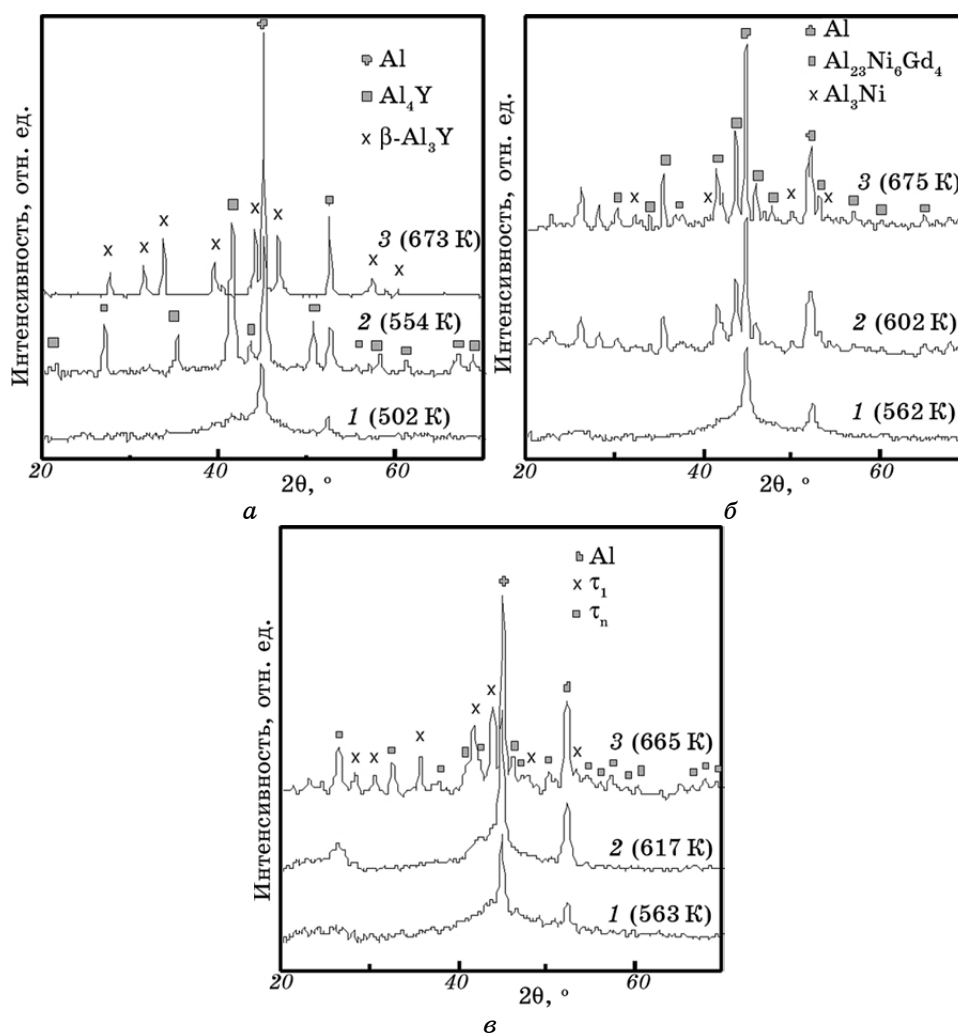 Al
Al₄Y
β-Al₃Y
3 (673 К)
2 (554 К)
1 (502 К)
Интенсивность, отн. ед.
20 40 60
2θ, °
а
Al
Al₂₃Ni₆Gd₄
Al₃Ni
3 (675 К)
2 (602 К)
1 (562 К)
Интенсивность, отн. ед.
20 40 60
2θ, °
б
Al
τ₁
τₙ
3 (665 К)
2 (617 К)
1 (563 К)
Интенсивность, отн. ед.
20 40 60
2θ, °
в